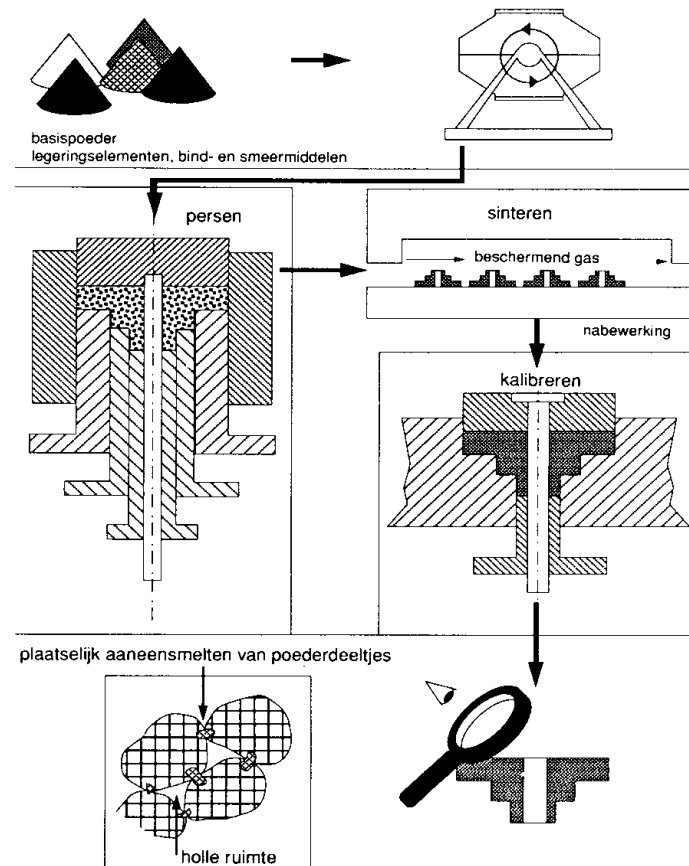 basispoeder
legeringselementen, bind- en smeermiddelen
persen
sinteren
beschermend gas
nabewerking
kalibreren
plaatselijk aaneensmelten van poederdeeltjes
holle ruimte